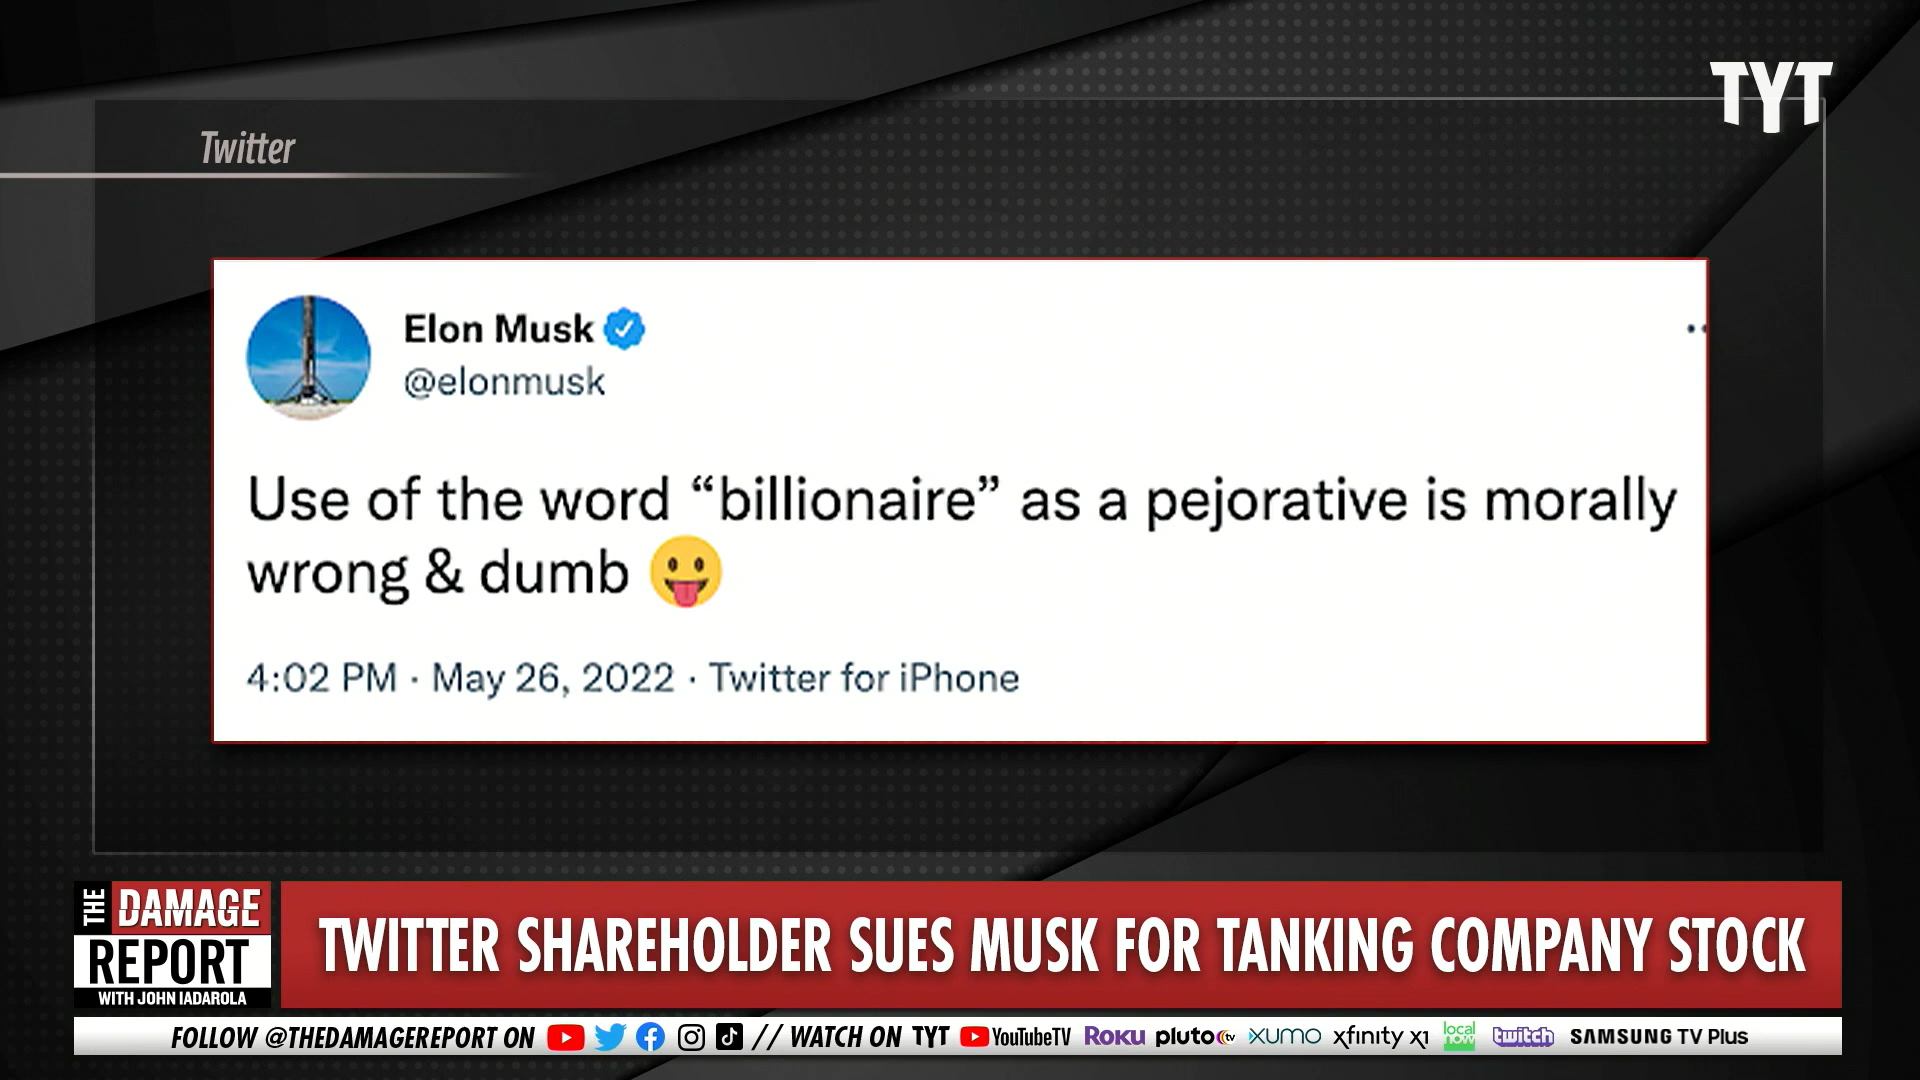 TYT
Twitter
Elon Musk
@elonmusk
Use of the word “billionaire” as a pejorative is morally
wrong & dumb 😛
4:02 PM · May 26, 2022 · Twitter for iPhone
THE DAMAGE
REPORT
WITH JOHN IADAROLA
TWITTER SHAREHOLDER SUES MUSK FOR TANKING COMPANY STOCK
FOLLOW @THEDAMAGEREPORT ON // WATCH ON TYT YouTubeTV ROKU pluto tv XUMO xfinity x1 local now twitch SAMSUNG TV Plus